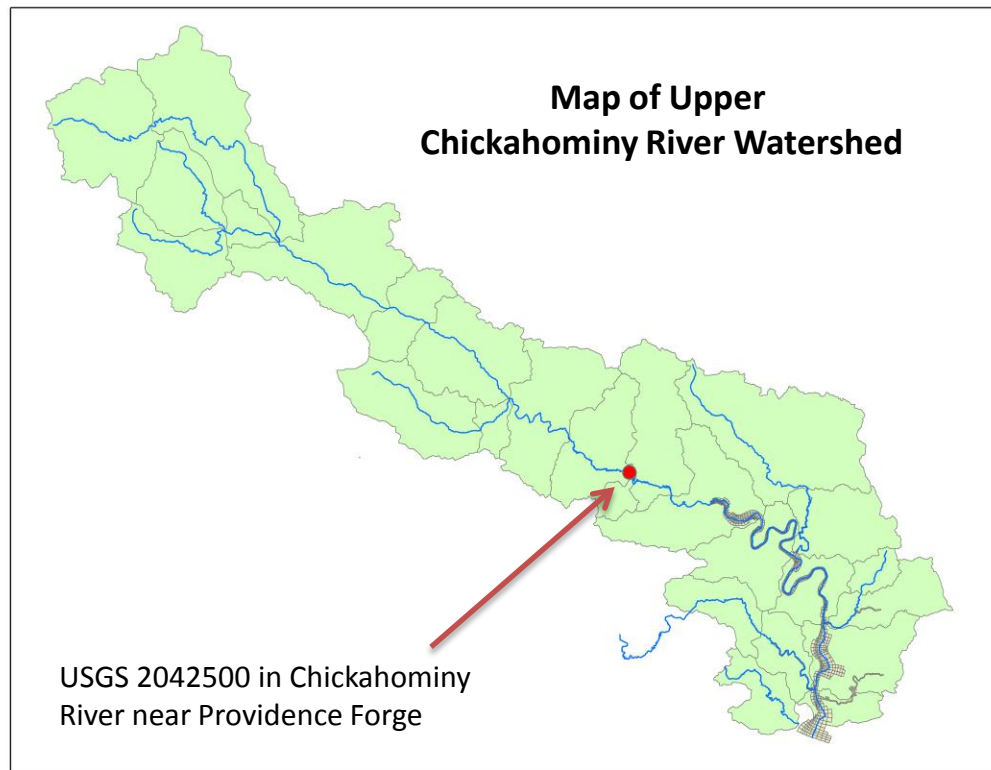 Map of Upper
Chickahominy River Watershed
USGS 2042500 in Chickahominy
River near Providence Forge